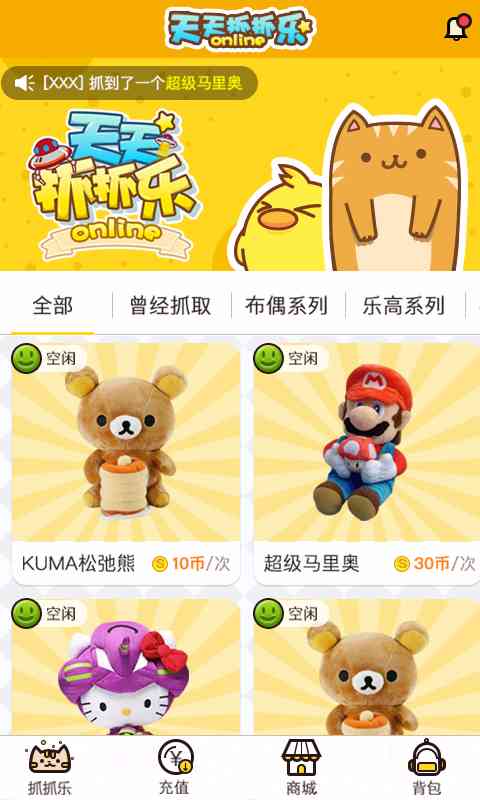 天天抓抓乐
online
[XXX] 抓到了一个超级马里奥
天天
抓抓乐
online
全部
曾经抓取
布偶系列
乐高系列
空闲
空闲
M
KUMA松弛熊
S 10币/次
超级马里奥
S 30币/次
空闲
空闲
抓抓乐
¥
充值
商城
背包